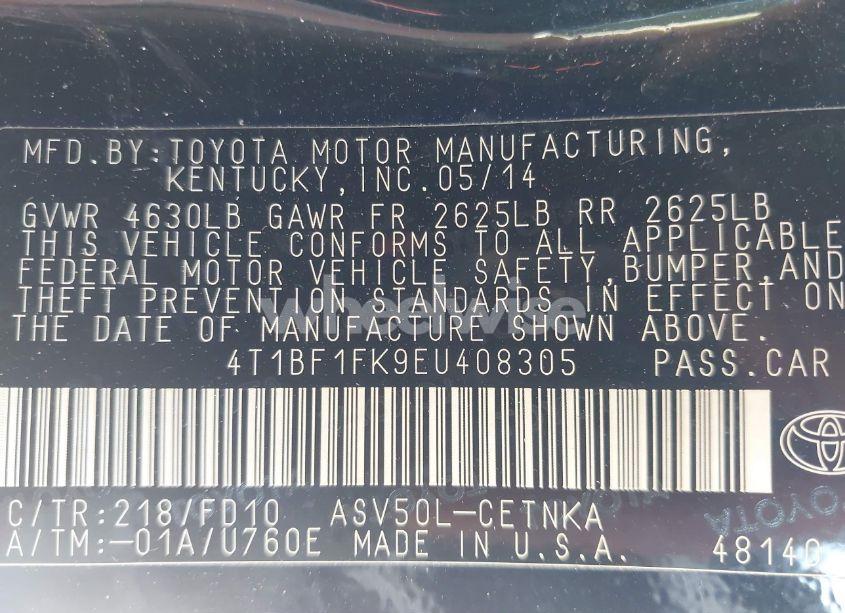 MFD.BY:TOYOTA MOTOR MANUFACTURING,
KENTUCKY,INC.05/14
GVWR 4630LB GAWR FR 2625LB RR 2625LB
THIS VEHICLE CONFORMS TO ALL APPLICABLE
FEDERAL MOTOR VEHICLE SAFETY,BUMPER,AND
THEFT PREVENTION STANDARDS IN EFFECT ON
wheelwise
THE DATE OF MANUFACTURE SHOWN ABOVE.
4T1BF1FK9EU408305 PASS.CAR
C/TR:218/FD10 ASV50L-CETNKA
TOYOTA
A/TM:-01A/U760E MADE IN U.S.A. 48140